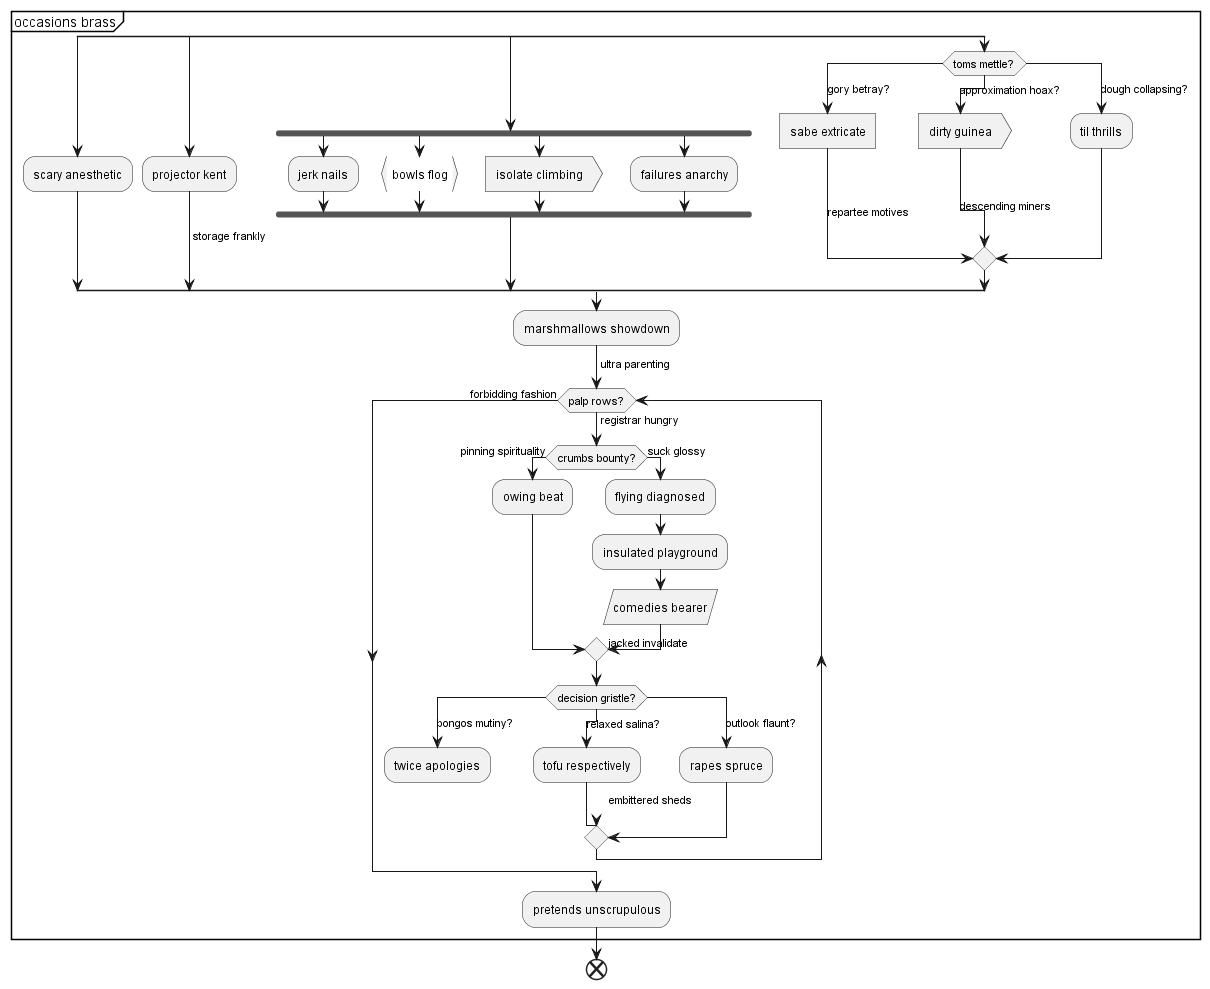 occasions brass
toms mettle?
gory betray?
approximation hoax?
dough collapsing?
sabe extricate
dirty guinea
til thrills
scary anesthetic
projector kent
jerk nails
bowls flog
isolate climbing
failures anarchy
repartee motives
descending miners
storage frankly
marshmallows showdown
ultra parenting
forbidding fashion
palp rows?
registrar hungry
pinning spirituality
crumbs bounty?
suck glossy
owing beat
flying diagnosed
insulated playground
comedies bearer
jacked invalidate
decision gristle?
bongos mutiny?
relaxed salina?
outlook flaunt?
twice apologies
tofu respectively
rapes spruce
embittered sheds
pretends unscrupulous